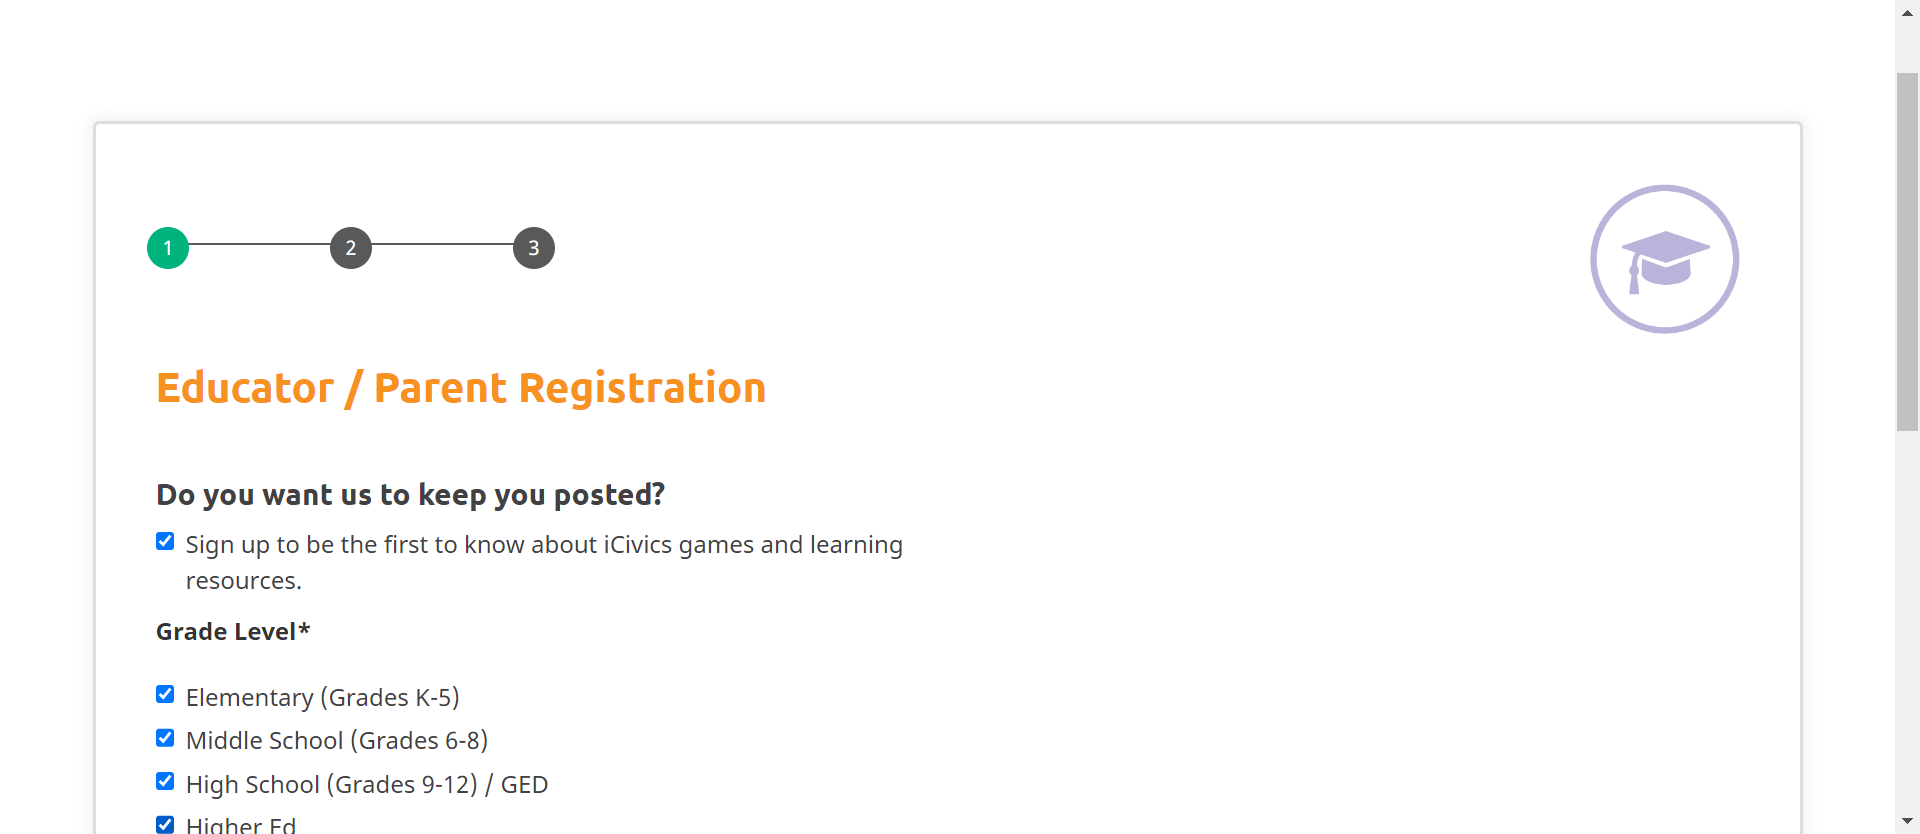 1 2 3
Educator / Parent Registration
Do you want us to keep you posted?
Sign up to be the first to know about iCivics games and learning
resources.
Grade Level*
Elementary (Grades K-5)
Middle School (Grades 6-8)
High School (Grades 9-12) / GED
Higher Ed